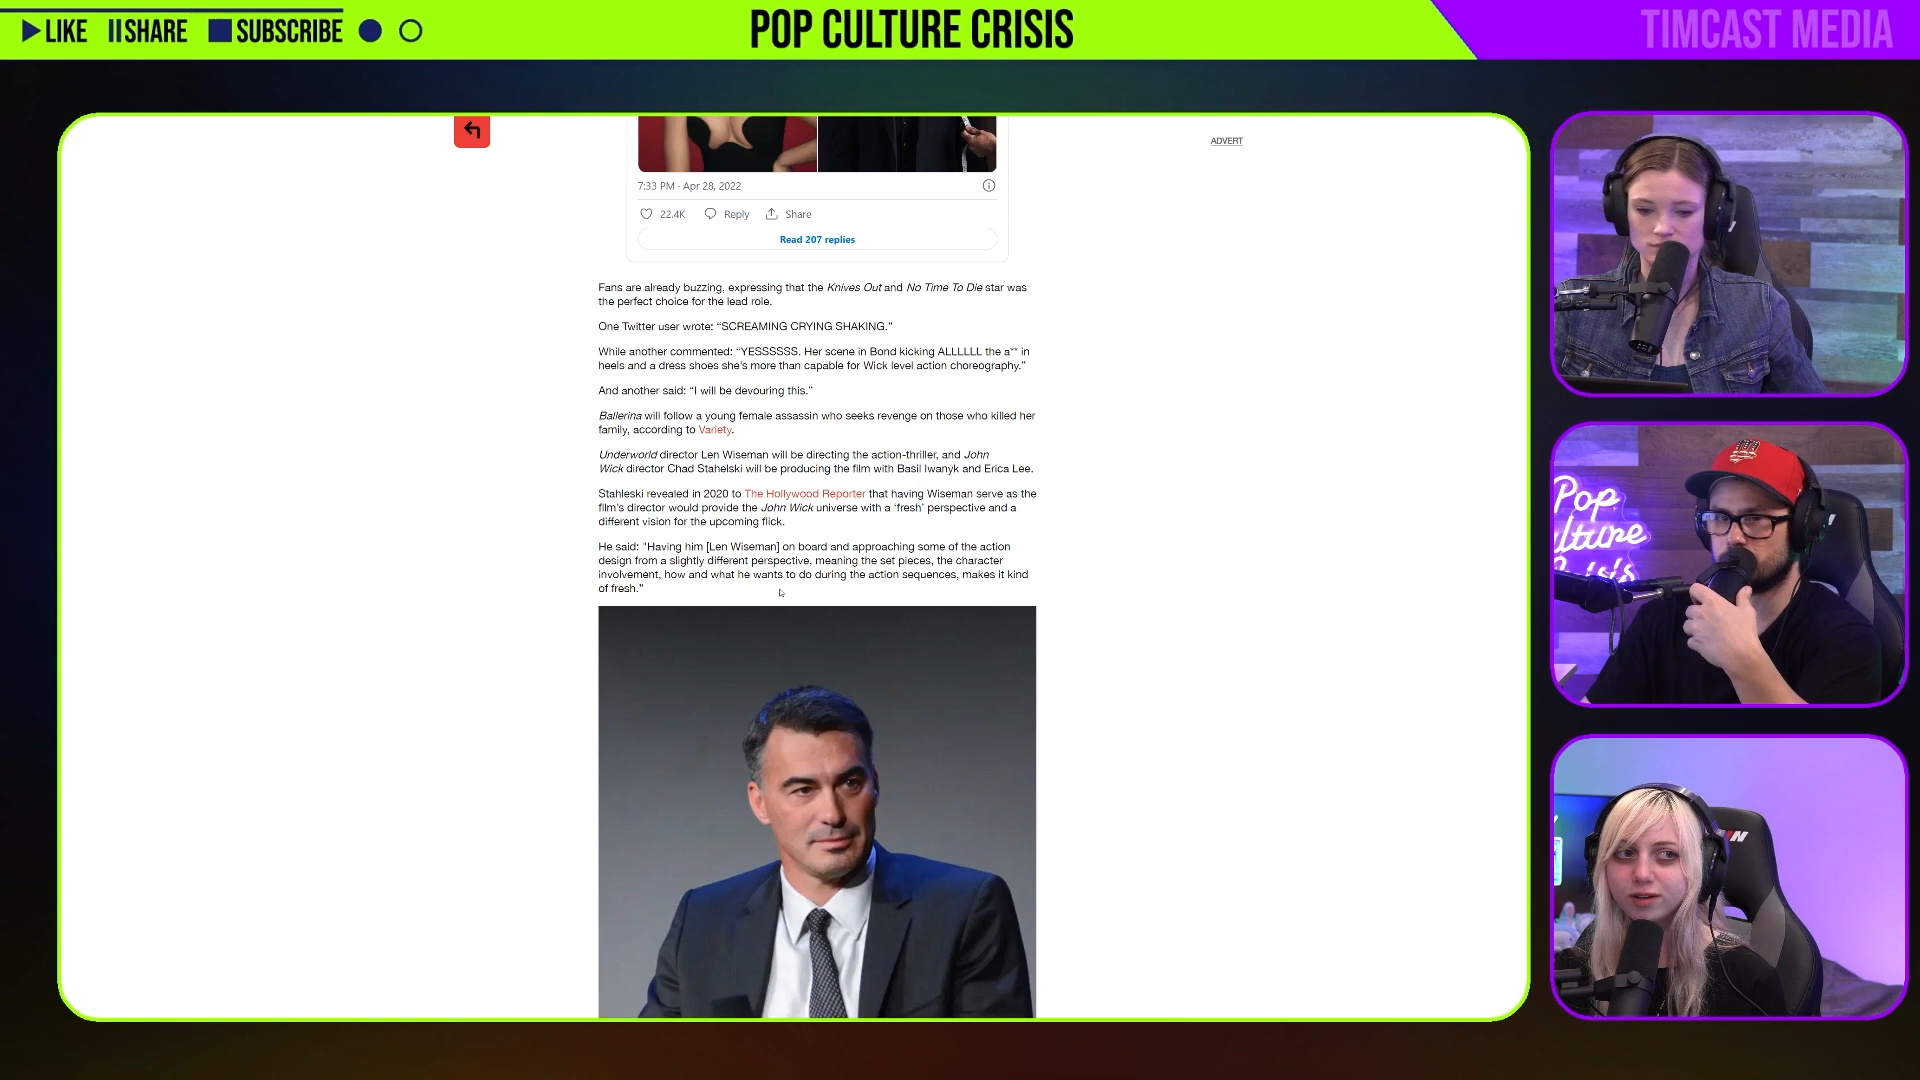 LIKE SHARE SUBSCRIBE
POP CULTURE CRISIS
TIMCAST MEDIA
ADVERT
7:33 PM · Apr 28, 2022
22.4K Reply Share
Read 207 replies
Fans are already buzzing, expressing that the Knives Out and No Time To Die star was
the perfect choice for the lead role.
One Twitter user wrote: “SCREAMING CRYING SHAKING.”
While another commented: “YESSSSSS. Her scene in Bond kicking ALLLLLL the a** in
heels and a dress shoes she’s more than capable for Wick level action choreography.”
And another said: “I will be devouring this.”
Ballerina will follow a young female assassin who seeks revenge on those who killed her
family, according to Variety.
Underworld director Len Wiseman will be directing the action-thriller, and John
Wick director Chad Stahelski will be producing the film with Basil Iwanyk and Erica Lee.
Stahleski revealed in 2020 to The Hollywood Reporter that having Wiseman serve as the
film’s director would provide the John Wick universe with a ‘fresh’ perspective and a
different vision for the upcoming flick.
He said: "Having him [Len Wiseman] on board and approaching some of the action
design from a slightly different perspective, meaning the set pieces, the character
involvement, how and what he wants to do during the action sequences, makes it kind
of fresh.”
Pop
ulture